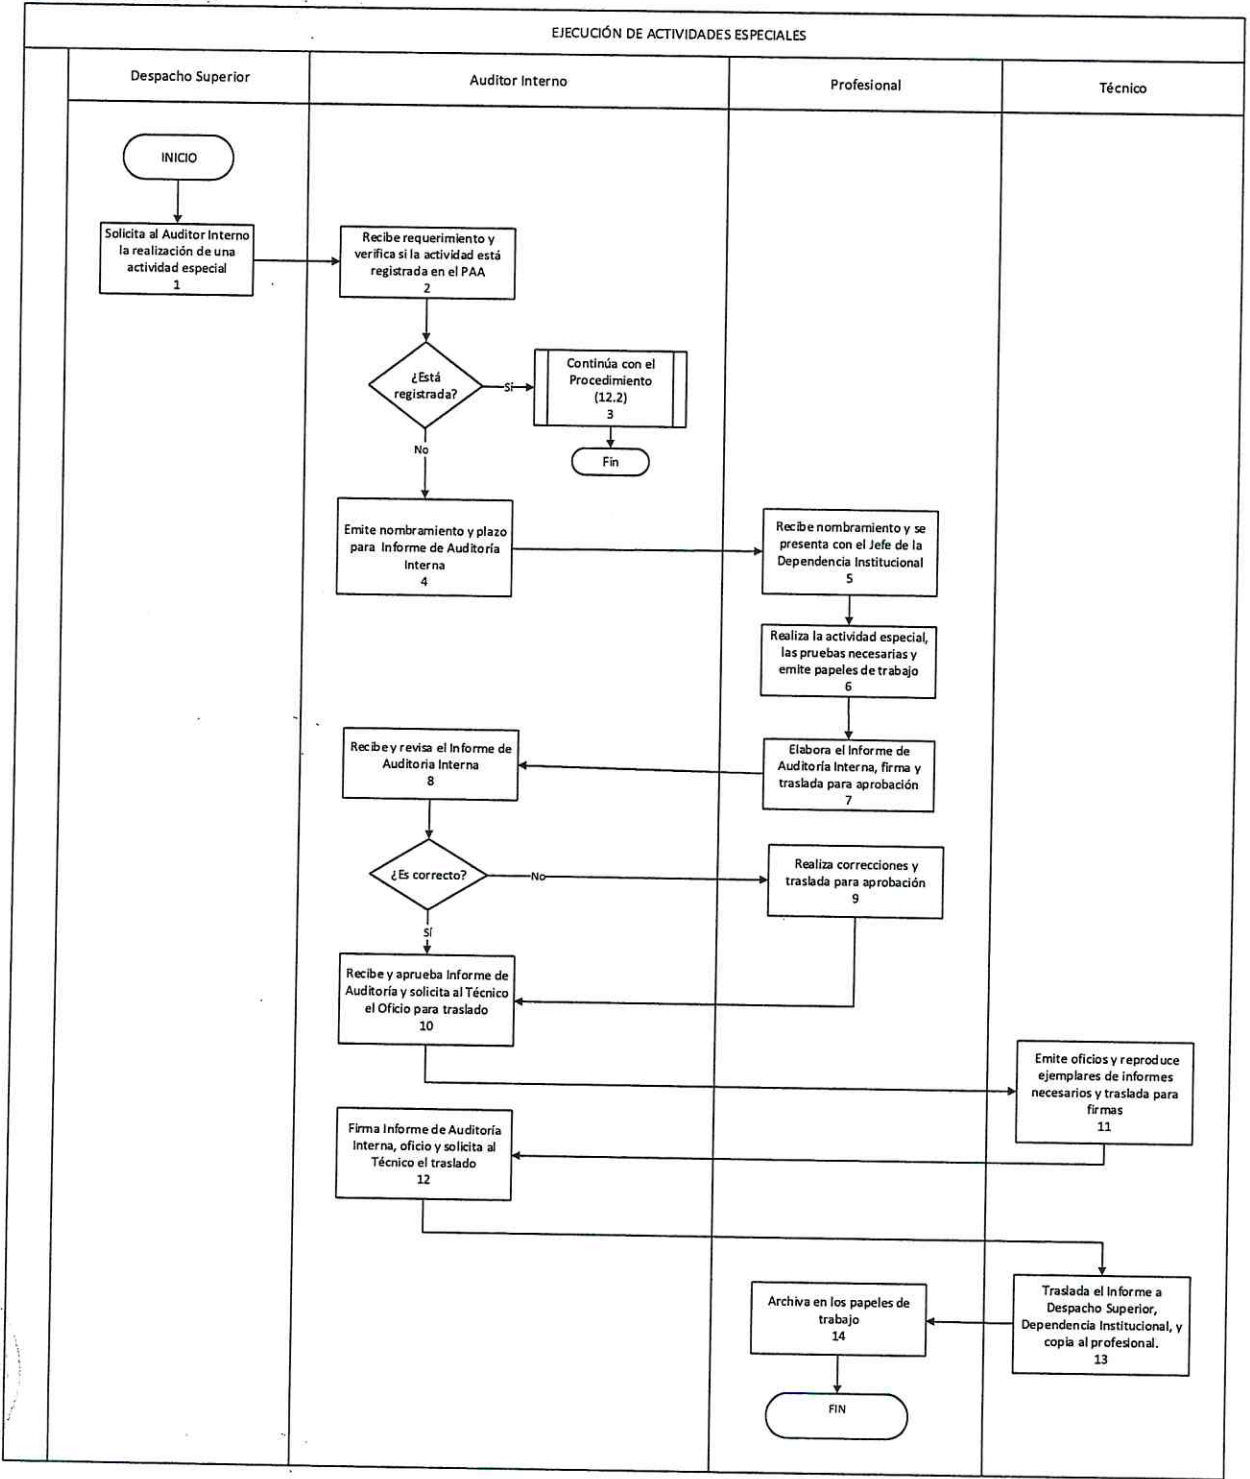 EJECUCIÓN DE ACTIVIDADES ESPECIALES
Despacho Superior
Auditor Interno
Profesional
Técnico
INICIO
Solicita al Auditor Interno
la realización de una
actividad especial
1
Recibe requerimiento y
verifica si la actividad está
registrada en el PAA
2
¿Está
registrada?
Sí
Continúa con el
Procedimiento
(12.2)
3
Fin
No
Emite nombramiento y plazo
para Informe de Auditoría
Interna
4
Recibe nombramiento y se
presenta con el Jefe de la
Dependencia Institucional
5
Realiza la actividad especial,
las pruebas necesarias y
emite papeles de trabajo
6
Elabora el Informe de
Auditoría Interna, firma y
traslada para aprobación
7
Recibe y revisa el Informe de
Auditoria Interna
8
¿Es correcto?
No
Realiza correcciones y
traslada para aprobación
9
Sí
Recibe y aprueba Informe de
Auditoría y solicita al Técnico
el Oficio para traslado
10
Emite oficios y reproduce
ejemplares de informes
necesarios y traslada para
firmas
11
Firma Informe de Auditoría
Interna, oficio y solicita al
Técnico el traslado
12
Traslada el Informe a
Despacho Superior,
Dependencia Institucional, y
copia al profesional.
13
Archiva en los papeles de
trabajo
14
FIN